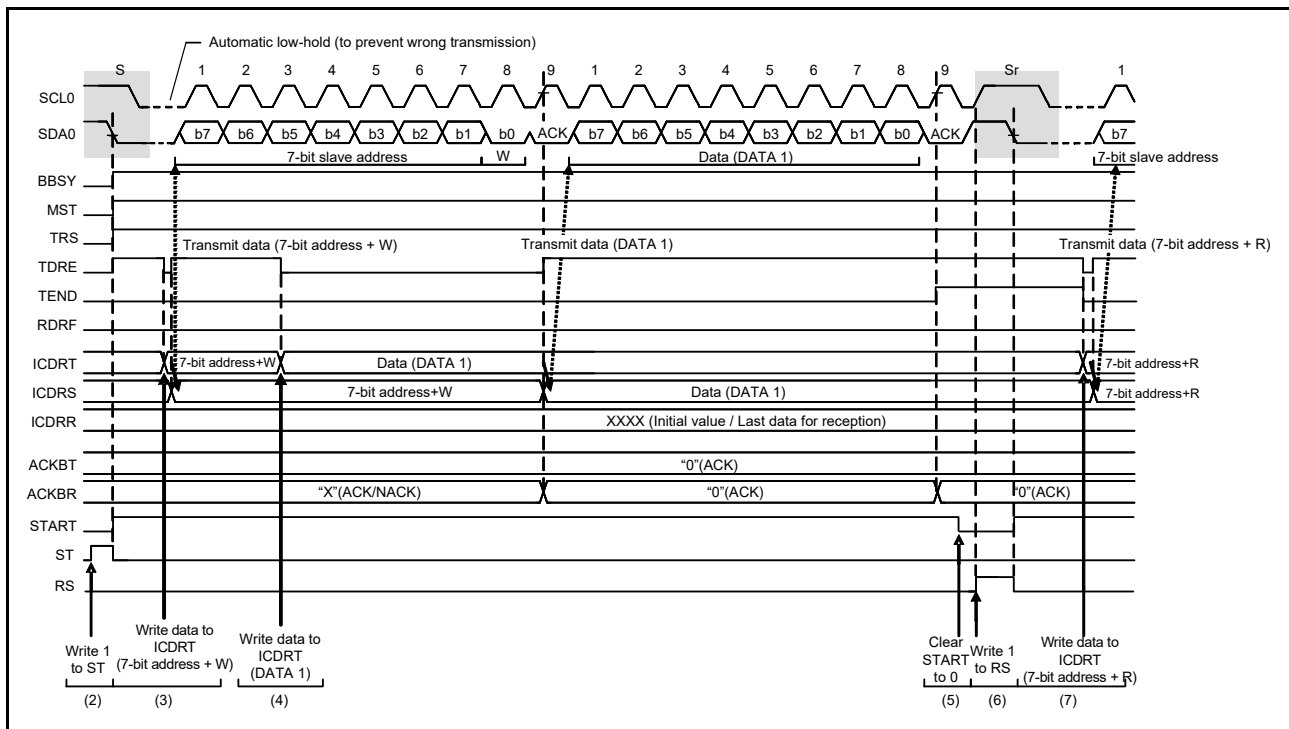 Automatic low-hold (to prevent wrong transmission)
S 1 2 3 4 5 6 7 8 9 1 2 3 4 5 6 7 8 9 Sr 1
SCL0
SDA0 b7 b6 b5 b4 b3 b2 b1 b0 ACK b7 b6 b5 b4 b3 b2 b1 b0 ACK b7
7-bit slave address W Data (DATA 1) 7-bit slave address
BBSY
MST
TRS
Transmit data (7-bit address + W) Transmit data (DATA 1) Transmit data (7-bit address + R)
TDRE
TEND
RDRF
ICDRT 7-bit address+W Data (DATA 1) 7-bit address+R
ICDRS 7-bit address+W Data (DATA 1) 7-bit address+R
ICDRR XXXX (Initial value / Last data for reception)
ACKBT “0”(ACK)
ACKBR “X”(ACK/NACK) “0”(ACK) “0”(ACK)
START
ST
RS
Write 1
to ST
Write data to
ICDRT
(7-bit address + W)
Write data to
ICDRT
(DATA 1)
Clear
START
to 0
Write 1
to RS
Write data to
ICDRT
(7-bit address + R)
(2) (3) (4) (5) (6) (7)